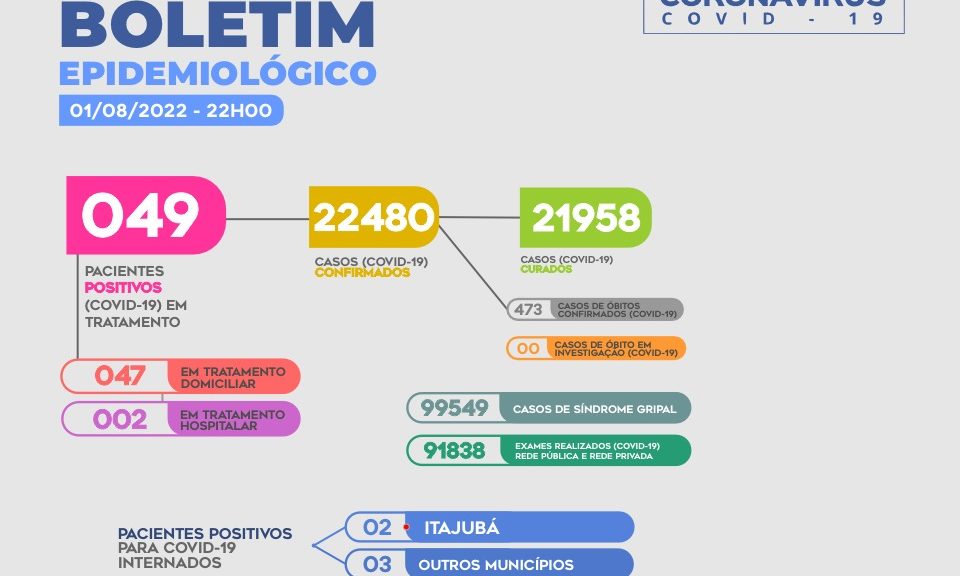 BOLETIM
CORONAVÍRUS
COVID - 19
EPIDEMIOLÓGICO
01/08/2022 - 22H00
049
22480
21958
PACIENTES
POSITIVOS
(COVID-19) EM
TRATAMENTO
CASOS (COVID-19)
CONFIRMADOS
CASOS (COVID-19)
CURADOS
473
CASOS DE ÓBITOS
CONFIRMADOS (COVID-19)
00
CASOS DE ÓBITO EM
INVESTIGAÇÃO (COVID-19)
047
EM TRATAMENTO
DOMICILIAR
002
EM TRATAMENTO
HOSPITALAR
99549
CASOS DE SÍNDROME GRIPAL
91838
EXAMES REALIZADOS (COVID-19)
REDE PÚBLICA E REDE PRIVADA
PACIENTES POSITIVOS
PARA COVID-19
INTERNADOS
02
ITAJUBÁ
03
OUTROS MUNICÍPIOS